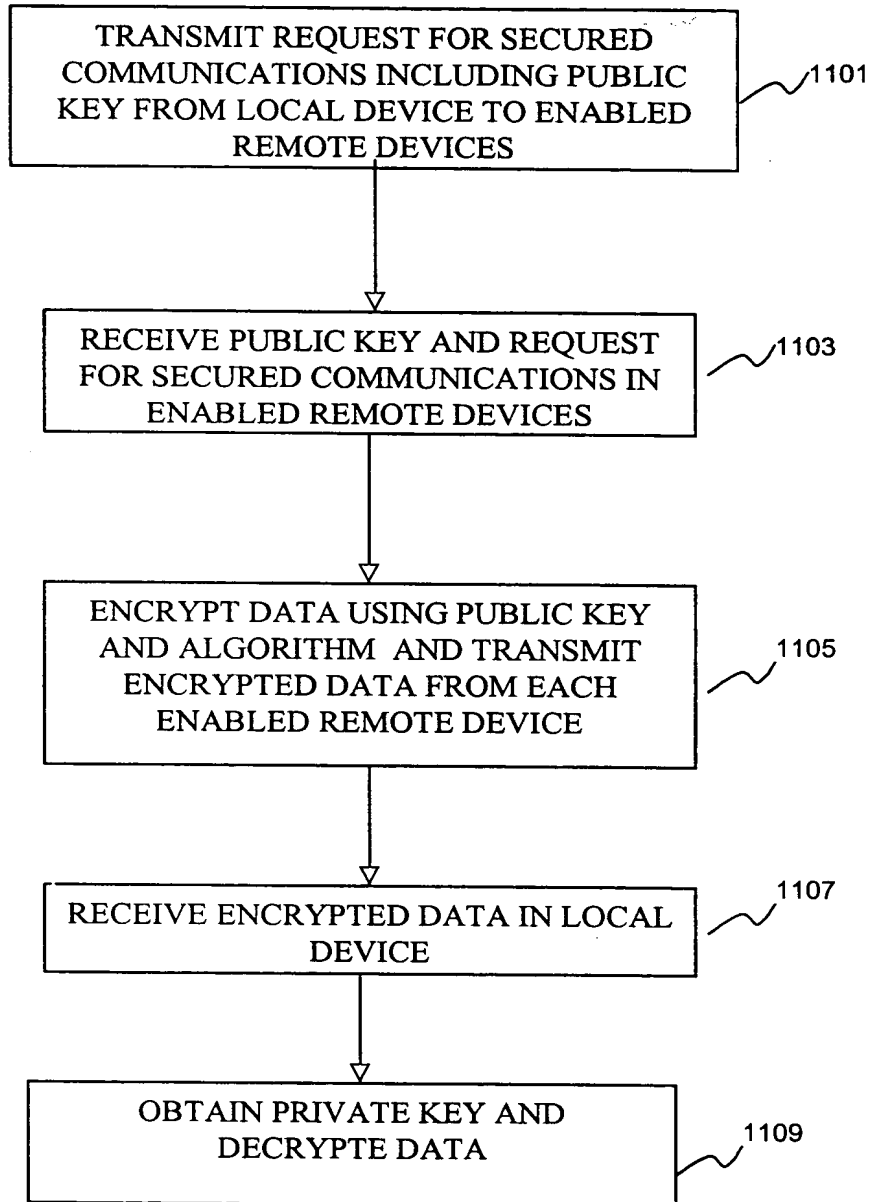 TRANSMIT REQUEST FOR SECURED
COMMUNICATIONS INCLUDING PUBLIC
KEY FROM LOCAL DEVICE TO ENABLED
REMOTE DEVICES
1101
RECEIVE PUBLIC KEY AND REQUEST
FOR SECURED COMMUNICATIONS IN
ENABLED REMOTE DEVICES
1103
ENCRYPT DATA USING PUBLIC KEY
AND ALGORITHM AND TRANSMIT
ENCRYPTED DATA FROM EACH
ENABLED REMOTE DEVICE
1105
RECEIVE ENCRYPTED DATA IN LOCAL
DEVICE
1107
OBTAIN PRIVATE KEY AND
DECRYPTE DATA
1109